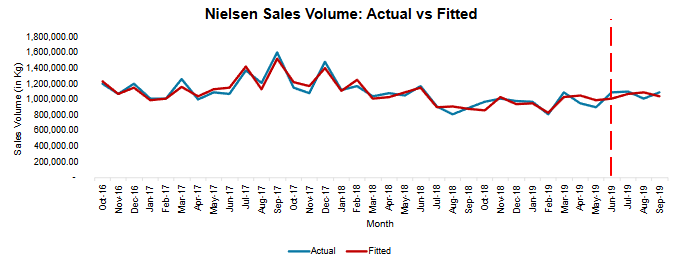 Nielsen Sales Volume: Actual vs Fitted
Sales Volume (in Kg)
1,800,000.00
1,600,000.00
1,400,000.00
1,200,000.00
1,000,000.00
800,000.00
600,000.00
400,000.00
200,000.00
-
Oct-16
Nov-16
Dec-16
Jan-17
Feb-17
Mar-17
Apr-17
May-17
Jun-17
Jul-17
Aug-17
Sep-17
Oct-17
Nov-17
Dec-17
Jan-18
Feb-18
Mar-18
Apr-18
May-18
Jun-18
Jul-18
Aug-18
Sep-18
Oct-18
Nov-18
Dec-18
Jan-19
Feb-19
Mar-19
Apr-19
May-19
Jun-19
Jul-19
Aug-19
Sep-19
Month
Actual
Fitted